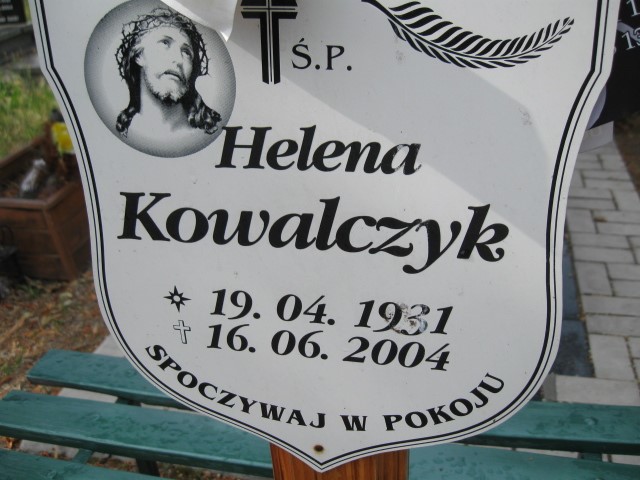 Ś.P.
Helena
Kowalczyk
19. 04. 1931
16. 06. 2004
SPOCZYWAJ W POKOJU